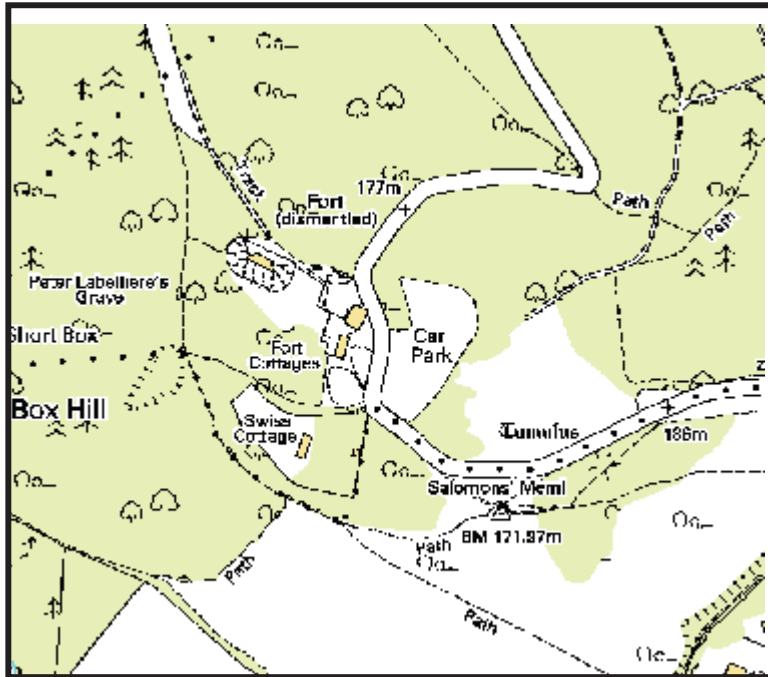 177m
Track
Fort
(dismantled)
Path
Path
Peter Labelliere's
Grave
Short Box
Fort
Cottages
Car
Park
Box Hill
Swiss
Cottage
Tumulus
186m
Salomons' Meml
BM 171.97m
Path
Path
Path